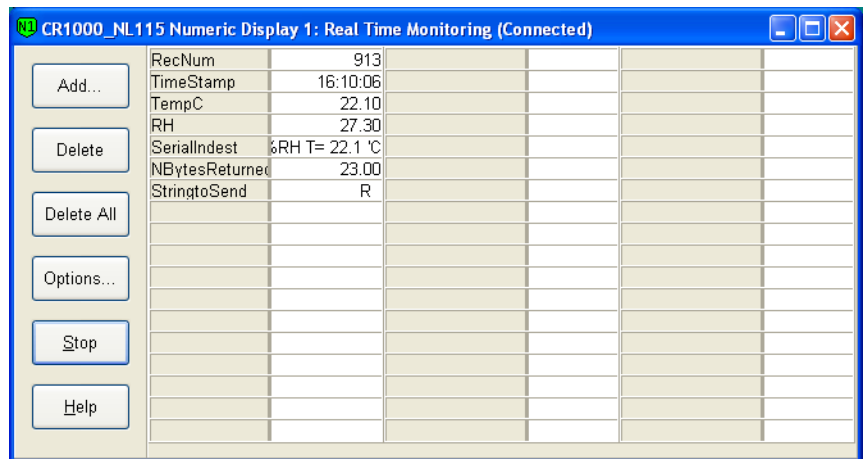 N1 CR1000_NL115 Numeric Display 1: Real Time Monitoring (Connected)
Add...
Delete
Delete All
Options...
Stop
Help
RecNum 913
TimeStamp 16:10:06
TempC 22.10
RH 27.30
SerialIndest %RH T= 22.1 'C
NBytesReturned 23.00
StringtoSend R